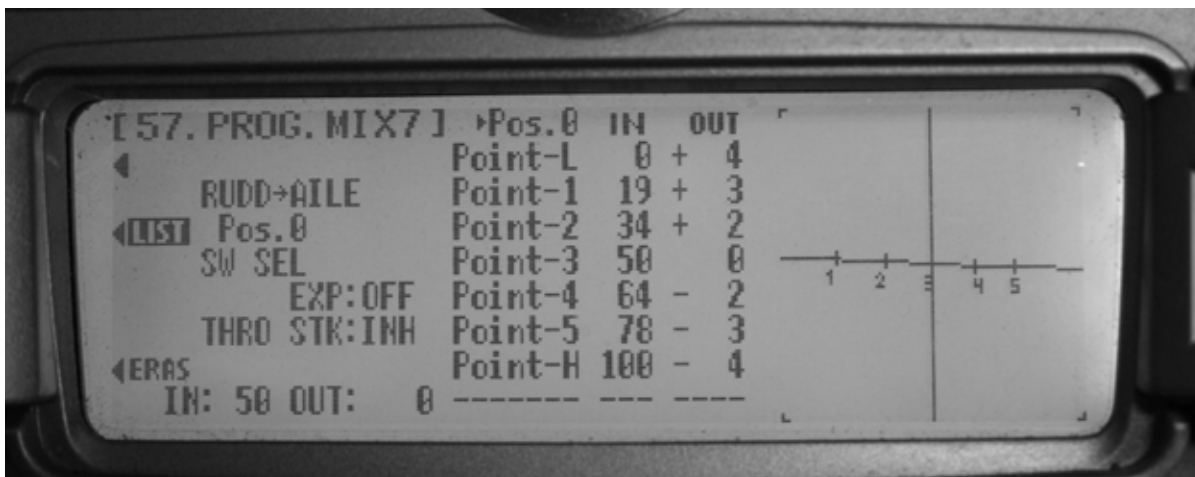 [57.PROG.MIX7] ▸Pos.0 IN OUT
Point-L 0 + 4
RUDD→AILE Point-1 19 + 3
◀LIST Pos.0 Point-2 34 + 2
SW SEL Point-3 50 0
EXP:OFF Point-4 64 - 2
THRO STK:INH Point-5 78 - 3
◀ERAS Point-H 100 - 4
IN: 50 OUT: 0 ------- --- ----
1 2 3 4 5